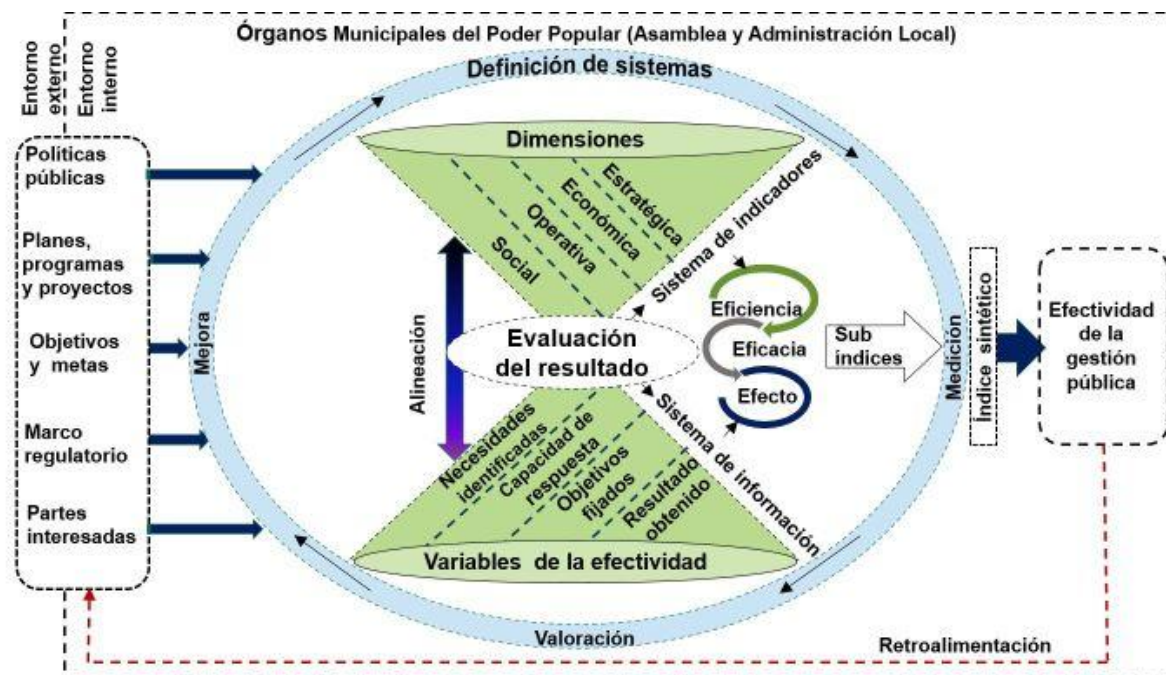 Órganos Municipales del Poder Popular (Asamblea y Administración Local)
Entorno
externo
Entorno
interno
Definición de sistemas
Políticas
públicas
Planes,
programas
y proyectos
Objetivos
y metas
Marco
regulatorio
Partes
interesadas
Mejora
Alineación
Dimensiones
Social
Operativa
Económica
Estratégica
Sistema de indicadores
Evaluación
del resultado
Eficiencia
Eficacia
Efecto
Sub
indices
Necesidades
identificadas
Capacidad de
respuesta
Objetivos
fijados
Resultado
obtenido
Sistema de información
Variables de la efectividad
Valoración
Medición
Índice sintético
Efectividad
de la
gestión
pública
Retroalimentación